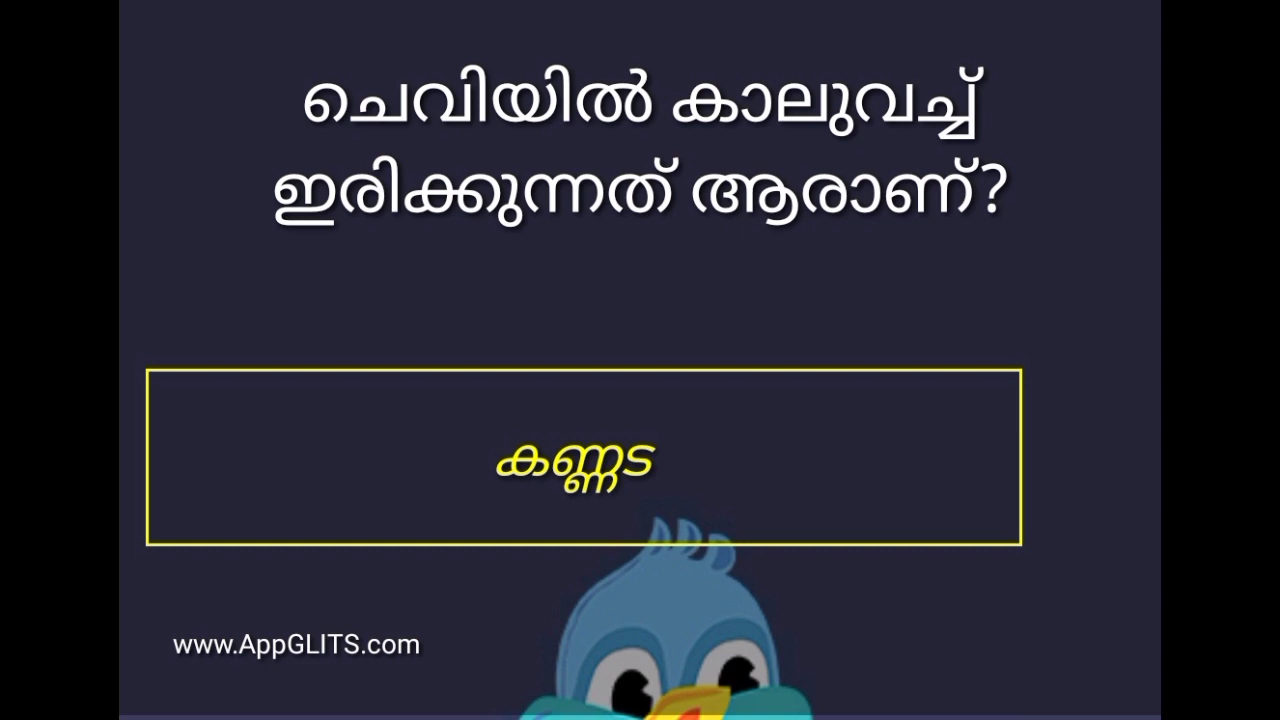 ചെവിയിൽ കാലുവച്ച്
ഇരിക്കുന്നത് ആരാണ്?
കണ്ണട
www.AppGLITS.com